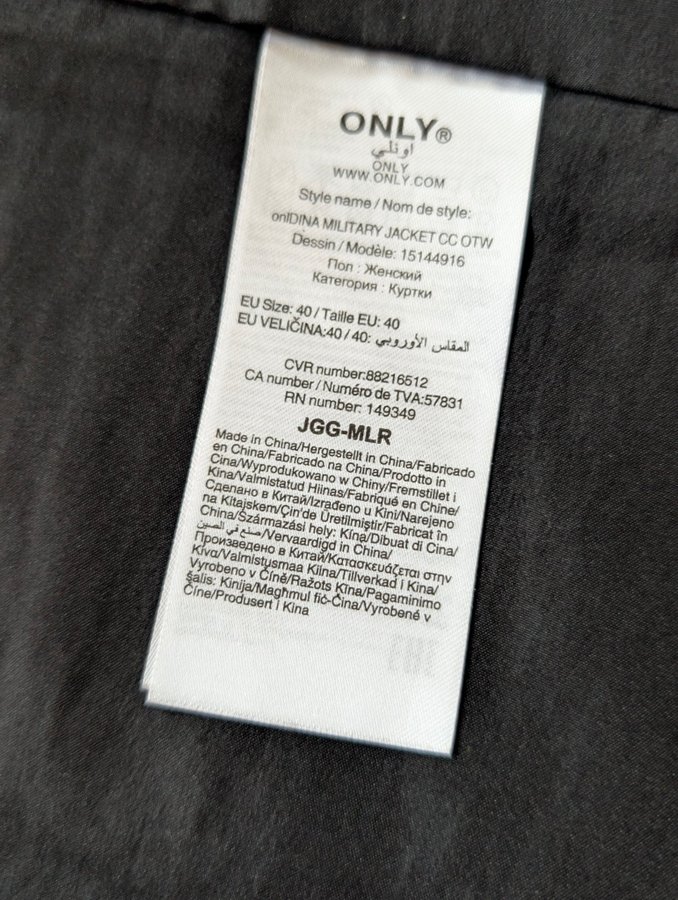 ONLY®
اونلي
ONLY
WWW.ONLY.COM
Style name / Nom de style:
onlDINA MILITARY JACKET CC OTW
Dessin / Modèle: 15144916
Пол : Женский
Категория : Куртки
EU Size: 40 / Taille EU: 40
EU VELIČINA:40 / 40: المقاس الأوروبي
CVR number:88216512
CA number / Numéro de TVA:57831
RN number: 149349
JGG-MLR
Made in China/Hergestellt in China/Fabricado
en China/Fabricado na China/Prodotto in
Cina/Wyprodukowano w Chiny/Fremstillet i
Kina/Valmistatud Hiinas/Fabriqué en Chine/
Сделано в Китай/Izrađeno u Kini/Narejeno
na Kitajskem/Çin'de Üretilmiştir/Fabricat în
China/Származási hely: Kína/Dibuat di Cina/
صنع في الصين/Vervaardigd in China/
Произведено в Китай/Κατασκευάζεται στην
Κίνα/Valmistusmaa Kiina/Tillverkad i Kina/
Vyrobeno v Číně/Ražots Ķīna/Pagaminimo
šalis: Kinija/Magħmul fiċ-Ċina/Vyrobené v
Číne/Produsert i Kina